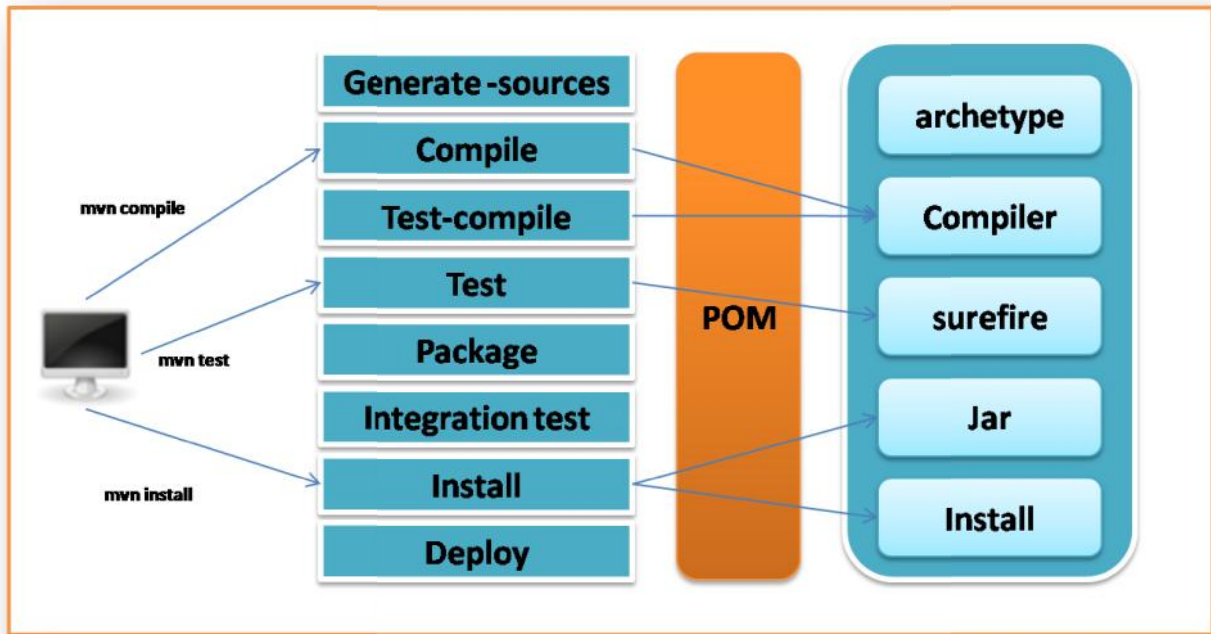 Generate -sources
Compile
Test-compile
Test
Package
Integration test
Install
Deploy
mvn compile
mvn test
mvn install
POM
archetype
Compiler
surefire
Jar
Install